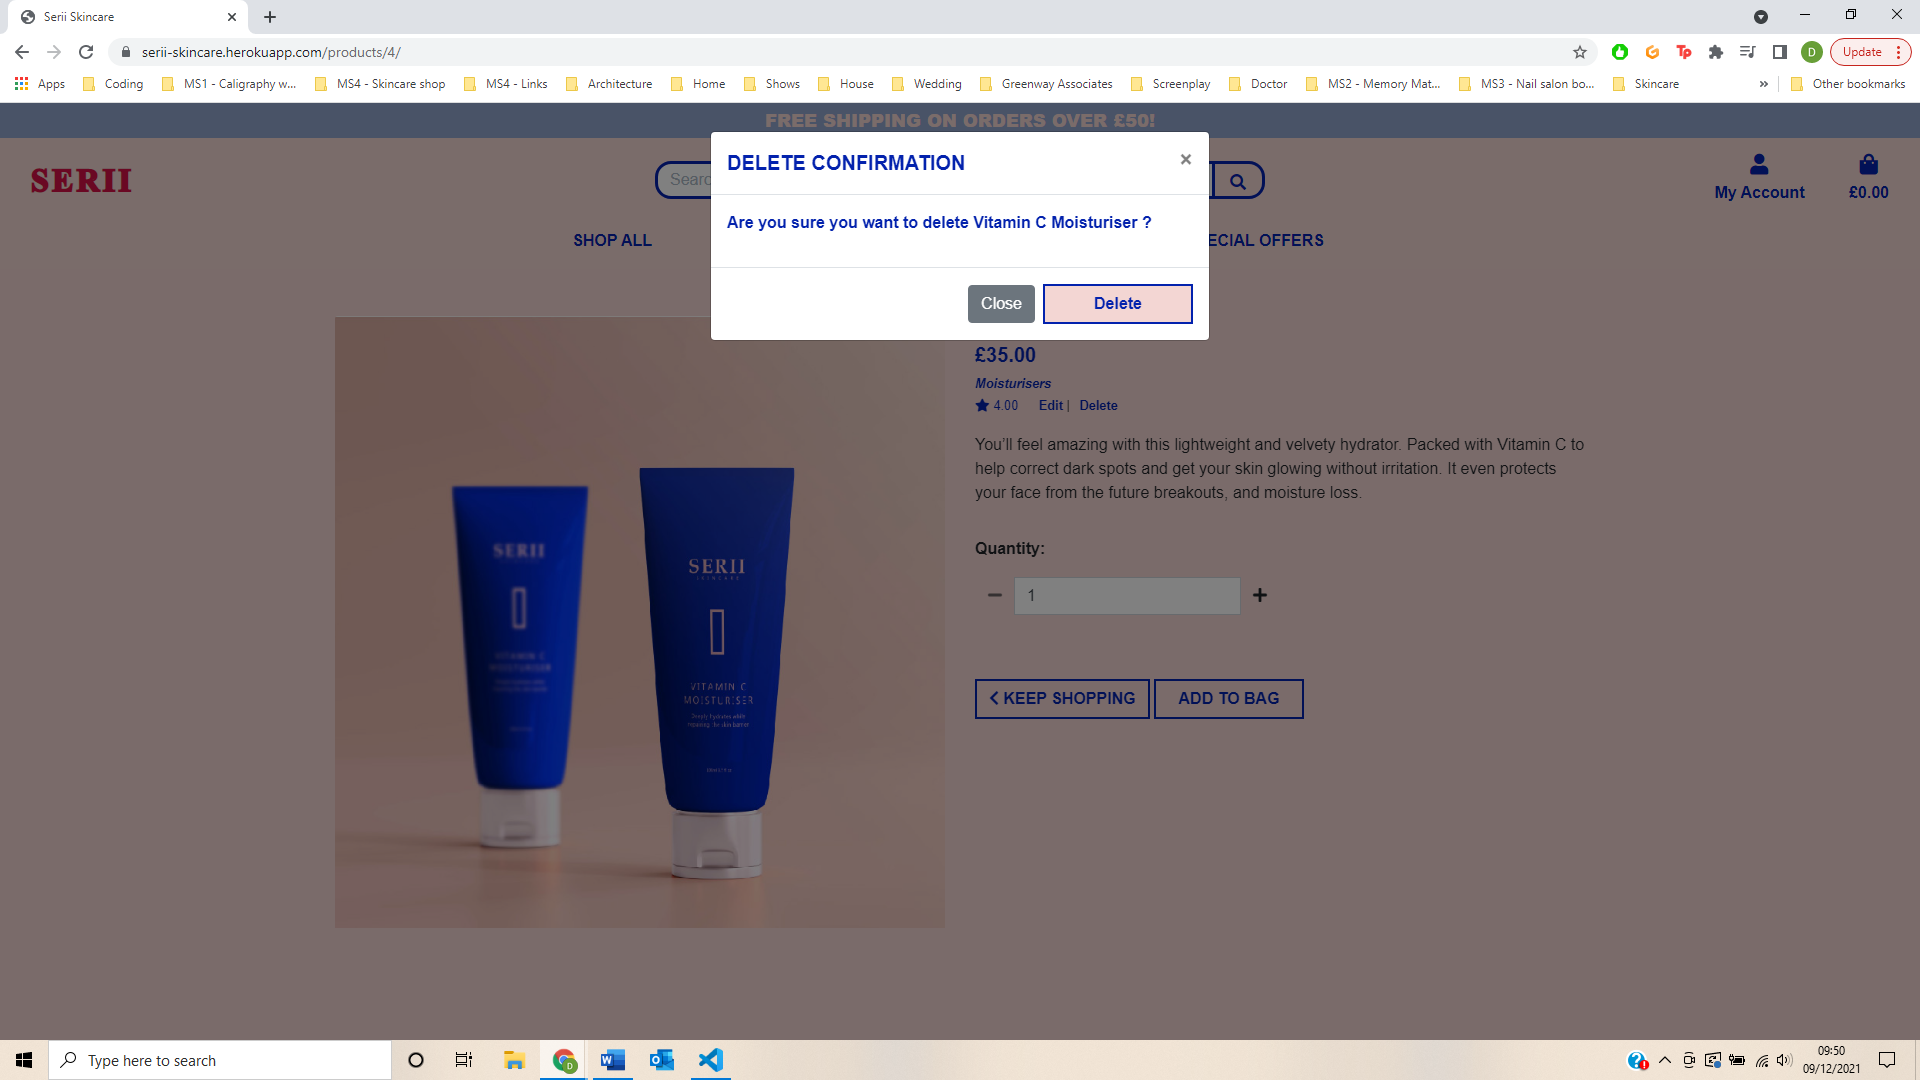 Serii Skincare
serii-skincare.herokuapp.com/products/4/
D
Update
Apps
Coding
MS1 - Caligraphy w...
MS4 - Skincare shop
MS4 - Links
Architecture
Home
Shows
House
Wedding
Greenway Associates
Screenplay
Doctor
MS2 - Memory Mat...
MS3 - Nail salon bo...
Skincare
»
Other bookmarks
FREE SHIPPING ON ORDERS OVER £50!
SERII
Searc
My Account
£0.00
SHOP ALL
ECIAL OFFERS
DELETE CONFIRMATION
×
Are you sure you want to delete Vitamin C Moisturiser ?
Close
Delete
£35.00
Moisturisers
4.00 Edit | Delete
You'll feel amazing with this lightweight and velvety hydrator. Packed with Vitamin C to
help correct dark spots and get your skin glowing without irritation. It even protects
your face from the future breakouts, and moisture loss.
Quantity:
1
KEEP SHOPPING
ADD TO BAG
SERII
VITAMIN C
MOISTURISER
SERII
SKINCARE
VITAMIN C
MOISTURISER
Deeply hydrates while
repairing the skin barrier
Type here to search
09:50
09/12/2021